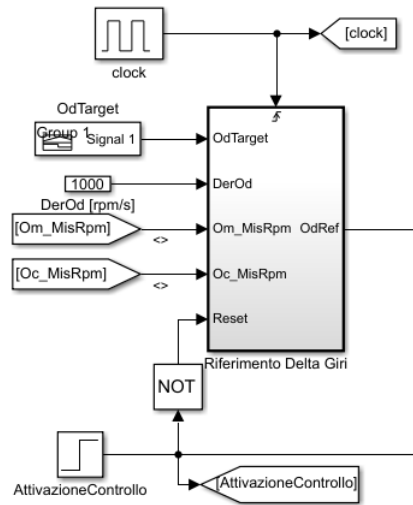 [clock]
clock
OdTarget
Group 1
Signal 1
OdTarget
1000
DerOd
DerOd [rpm/s]
[Om_MisRpm]
<>
Om_MisRpm
OdRef
[Oc_MisRpm]
<>
Oc_MisRpm
Reset
Riferimento Delta Giri
NOT
AttivazioneControllo
[AttivazioneControllo]